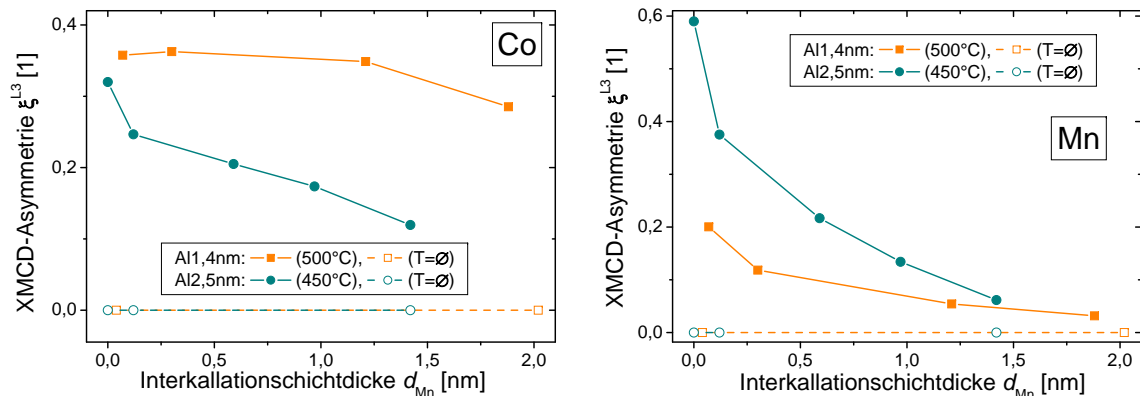 0,4
0,2
0,0
XMCD-Asymmetrie ξL3 [1]
Co
Al1,4nm: (500°C), (T=Ø)
Al2,5nm: (450°C), (T=Ø)
0,0 0,5 1,0 1,5 2,0
Interkallationschichtdicke dMn [nm]
0,6
0,4
0,2
0,0
XMCD-Asymmetrie ξL3 [1]
Al1,4nm: (500°C), (T=Ø)
Al2,5nm: (450°C), (T=Ø)
Mn
0,0 0,5 1,0 1,5 2,0
Interkallationschichtdicke dMn [nm]